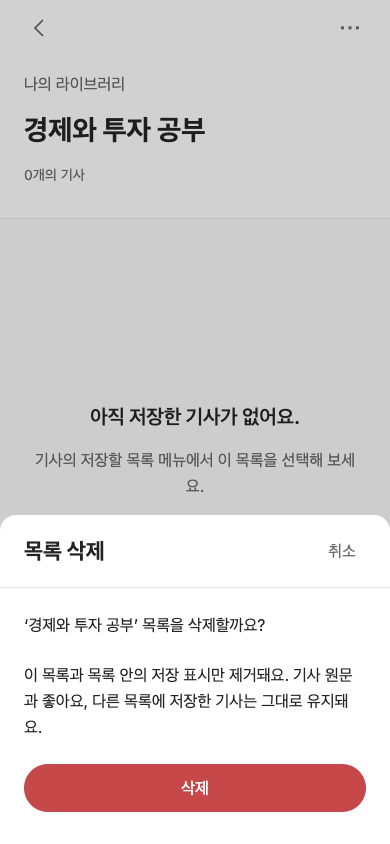 나의 라이브러리
경제와 투자 공부
0개의 기사
아직 저장한 기사가 없어요.
기사의 저장할 목록 메뉴에서 이 목록을 선택해 보세
요.
목록 삭제
취소
‘경제와 투자 공부’ 목록을 삭제할까요?
이 목록과 목록 안의 저장 표시만 제거돼요. 기사 원문
과 좋아요, 다른 목록에 저장한 기사는 그대로 유지돼
요.
삭제